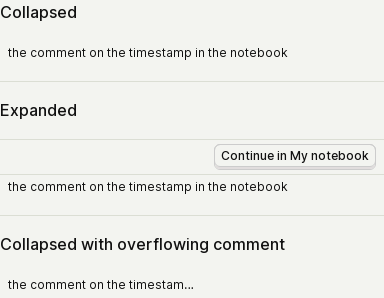 Collapsed
the comment on the timestamp in the notebook
Expanded
Continue in My notebook
the comment on the timestamp in the notebook
Collapsed with overflowing comment
the comment on the timestam...